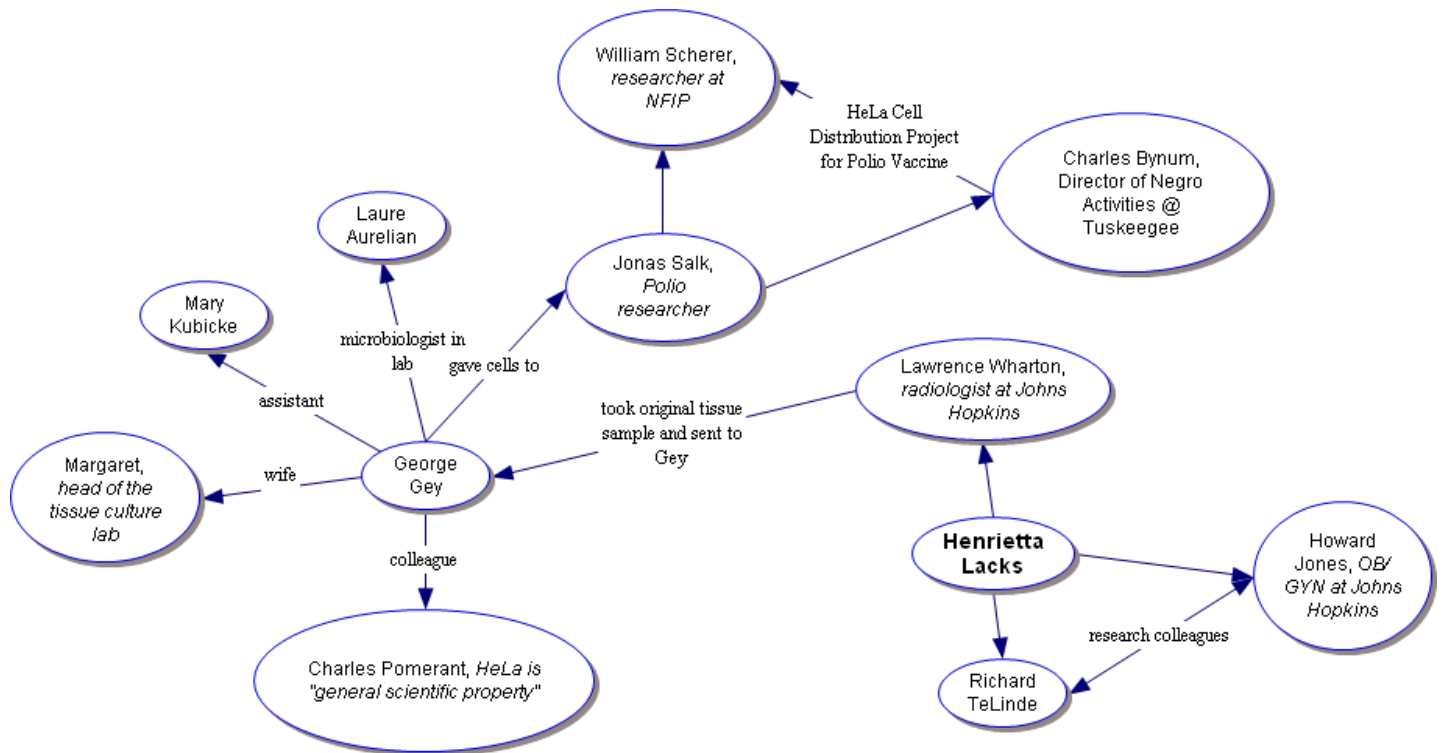 William Scherer,
researcher at
NFIP
HeLa Cell
Distribution Project
for Polio Vaccine
Charles Bynum,
Director of Negro
Activities @
Tuskeegee
Laure
Aurelian
Jonas Salk,
Polio
researcher
Mary
Kubicke
microbiologist in
lab
gave cells to
assistant
Lawrence Wharton,
radiologist at Johns
Hopkins
took original tissue
sample and sent to
Gey
Margaret,
head of the
tissue culture
lab
wife
George
Gey
colleague
Henrietta
Lacks
Howard
Jones, OB/
GYN at Johns
Hopkins
research colleagues
Charles Pomerant, HeLa is
"general scientific property"
Richard
TeLinde